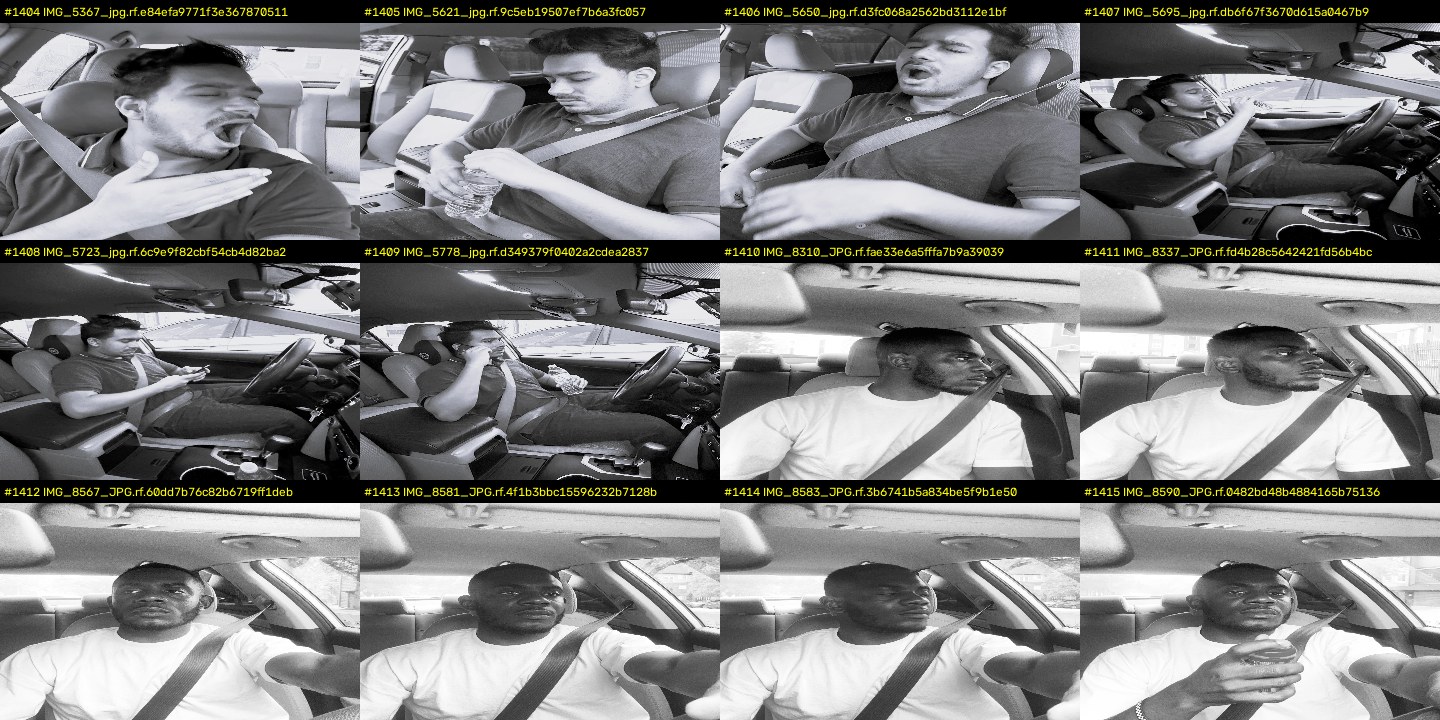 #1404 IMG_5367_jpg.rf.e84efa9771f3e367870511
#1405 IMG_5621_jpg.rf.9c5eb19507ef7b6a3fc057
#1406 IMG_5650_jpg.rf.d3fc068a2562bd3112e1bf
#1407 IMG_5695_jpg.rf.db6f67f3670d615a0467b9
#1408 IMG_5723_jpg.rf.6c9e9f82cbf54cb4d82ba2
#1409 IMG_5778_jpg.rf.d349379f0402a2cdea2837
#1410 IMG_8310_JPG.rf.fae33e6a5fffa7b9a39039
#1411 IMG_8337_JPG.rf.fd4b28c5642421fd56b4bc
#1412 IMG_8567_JPG.rf.60dd7b76c82b6719ff1deb
#1413 IMG_8581_JPG.rf.4f1b3bbc15596232b7128b
#1414 IMG_8583_JPG.rf.3b6741b5a834be5f9b1e50
#1415 IMG_8590_JPG.rf.0482bd48b4884165b75136